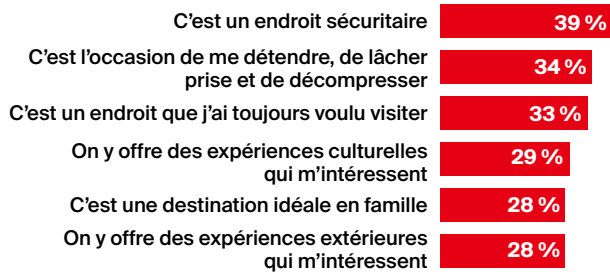 C’est un endroit sécuritaire
39 %
C’est l’occasion de me détendre, de lâcher
prise et de décompresser
34 %
C’est un endroit que j’ai toujours voulu visiter
33 %
On y offre des expériences culturelles
qui m’intéressent
29 %
C’est une destination idéale en famille
28 %
On y offre des expériences extérieures
qui m’intéressent
28 %